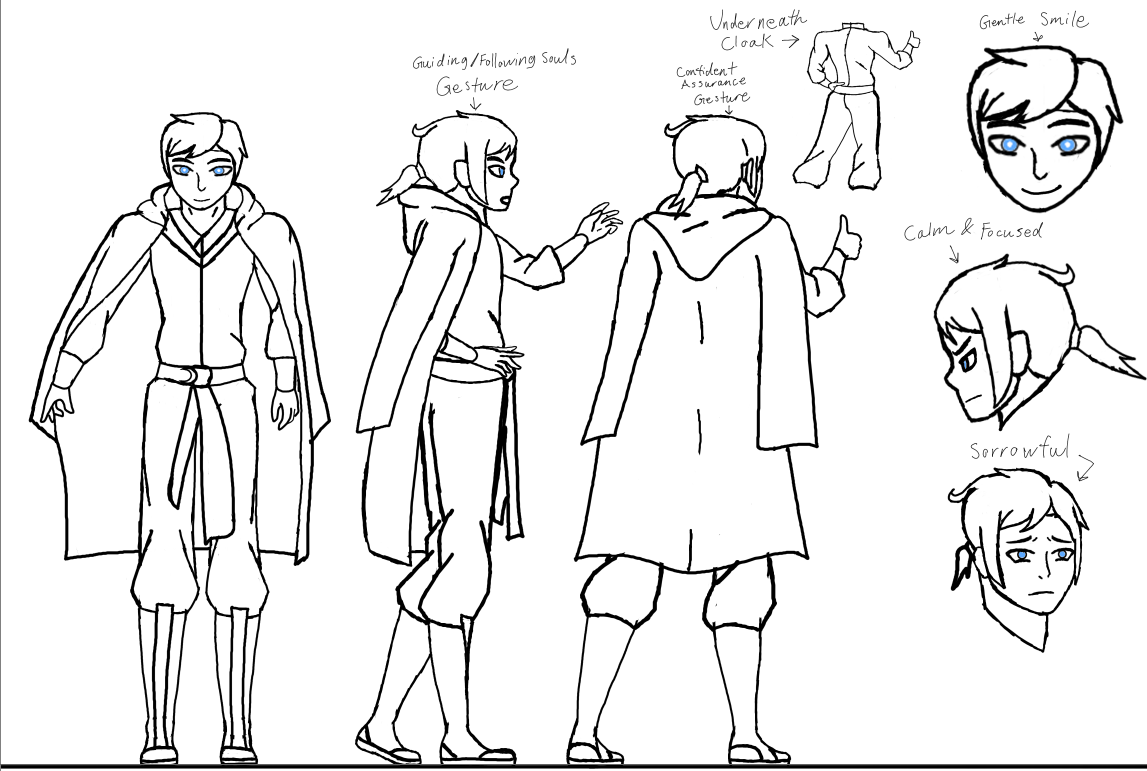 Guiding/Following Souls
Gesture
Underneath
Cloak
Confident
Assurance
Gesture
Gentle Smile
Calm & Focused
Sorrowful